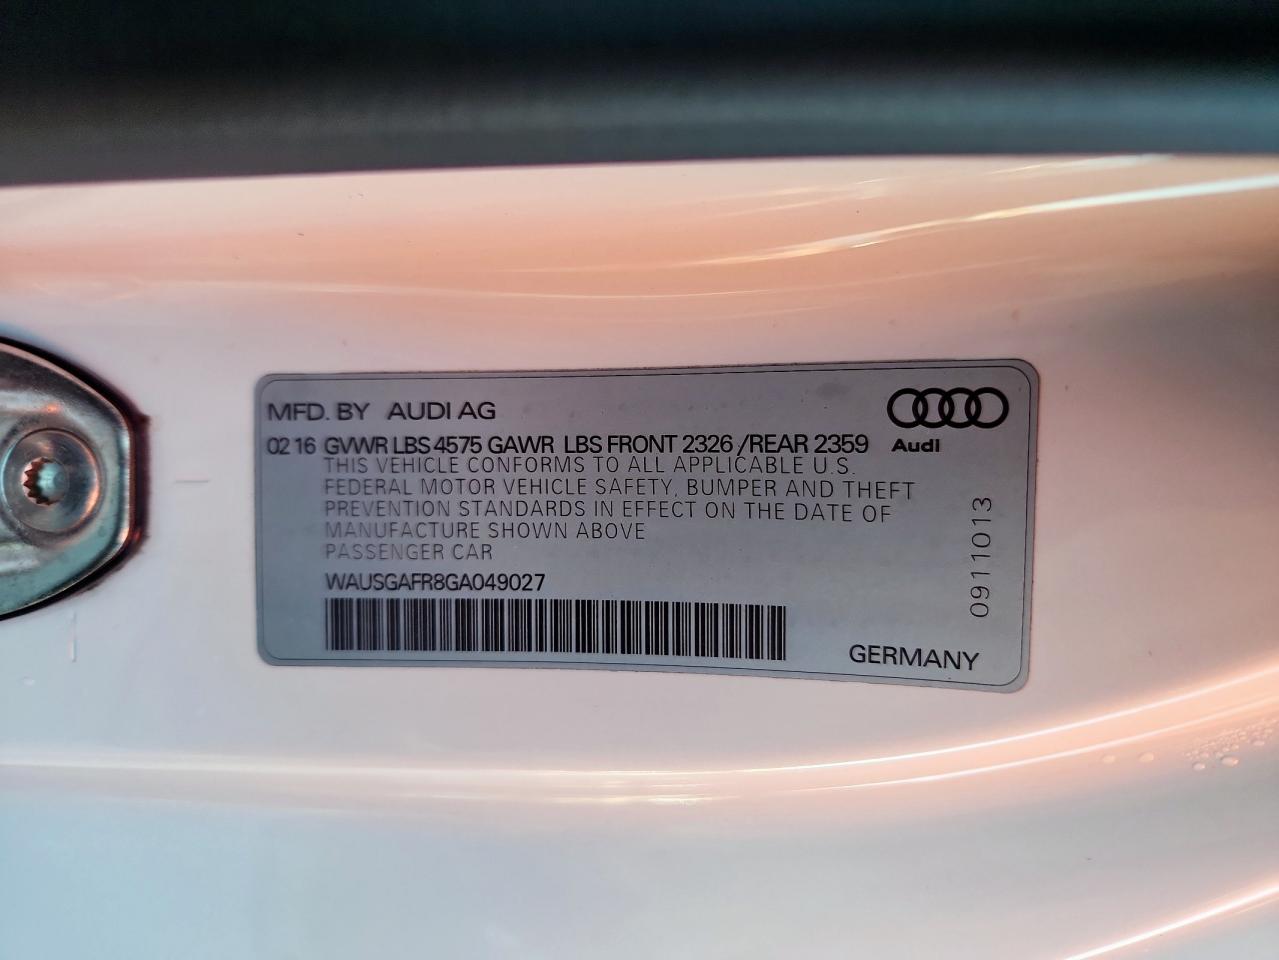 MFD. BY AUDI AG
02 16 GVWR LBS 4575 GAWR LBS FRONT 2326 /REAR 2359
Audi
THIS VEHICLE CONFORMS TO ALL APPLICABLE U.S.
FEDERAL MOTOR VEHICLE SAFETY, BUMPER AND THEFT
PREVENTION STANDARDS IN EFFECT ON THE DATE OF
MANUFACTURE SHOWN ABOVE
PASSENGER CAR
WAUSGAFR8GA049027
GERMANY
0911013